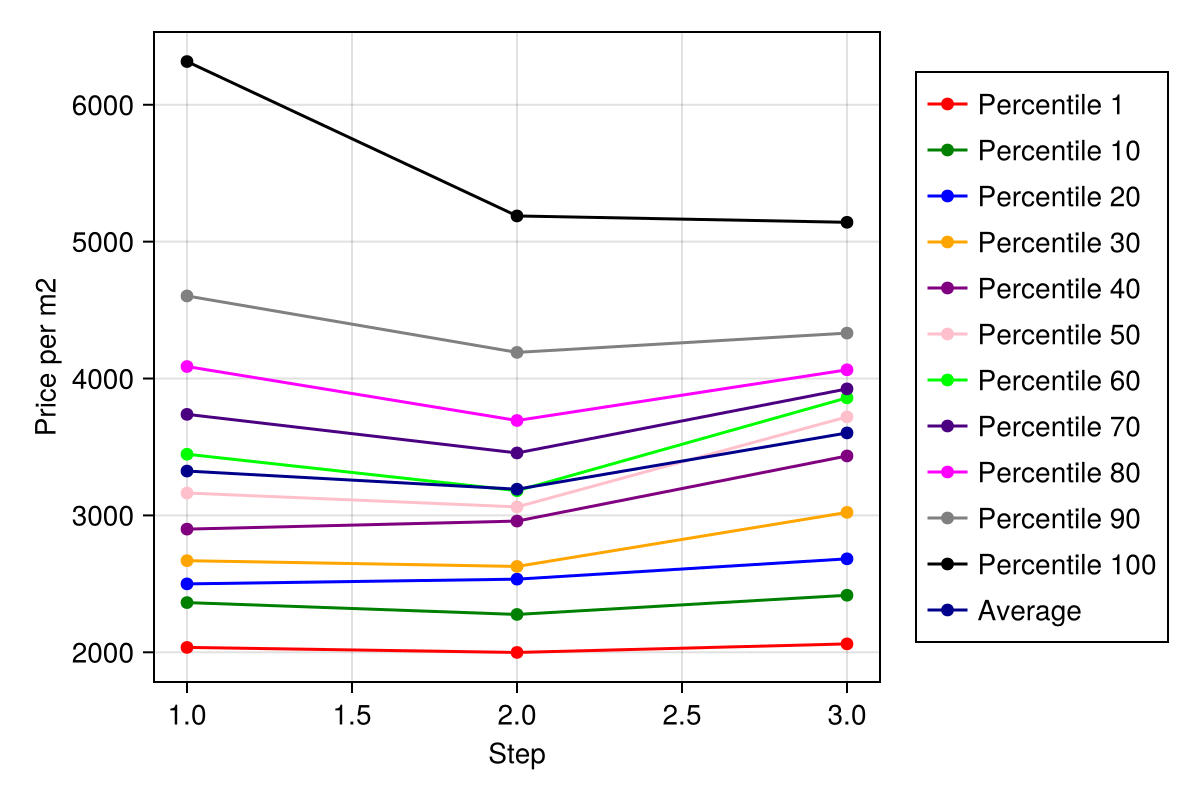 6000
5000
4000
3000
2000
Price per m2
1.0 1.5 2.0 2.5 3.0
Step
Percentile 1
Percentile 10
Percentile 20
Percentile 30
Percentile 40
Percentile 50
Percentile 60
Percentile 70
Percentile 80
Percentile 90
Percentile 100
Average